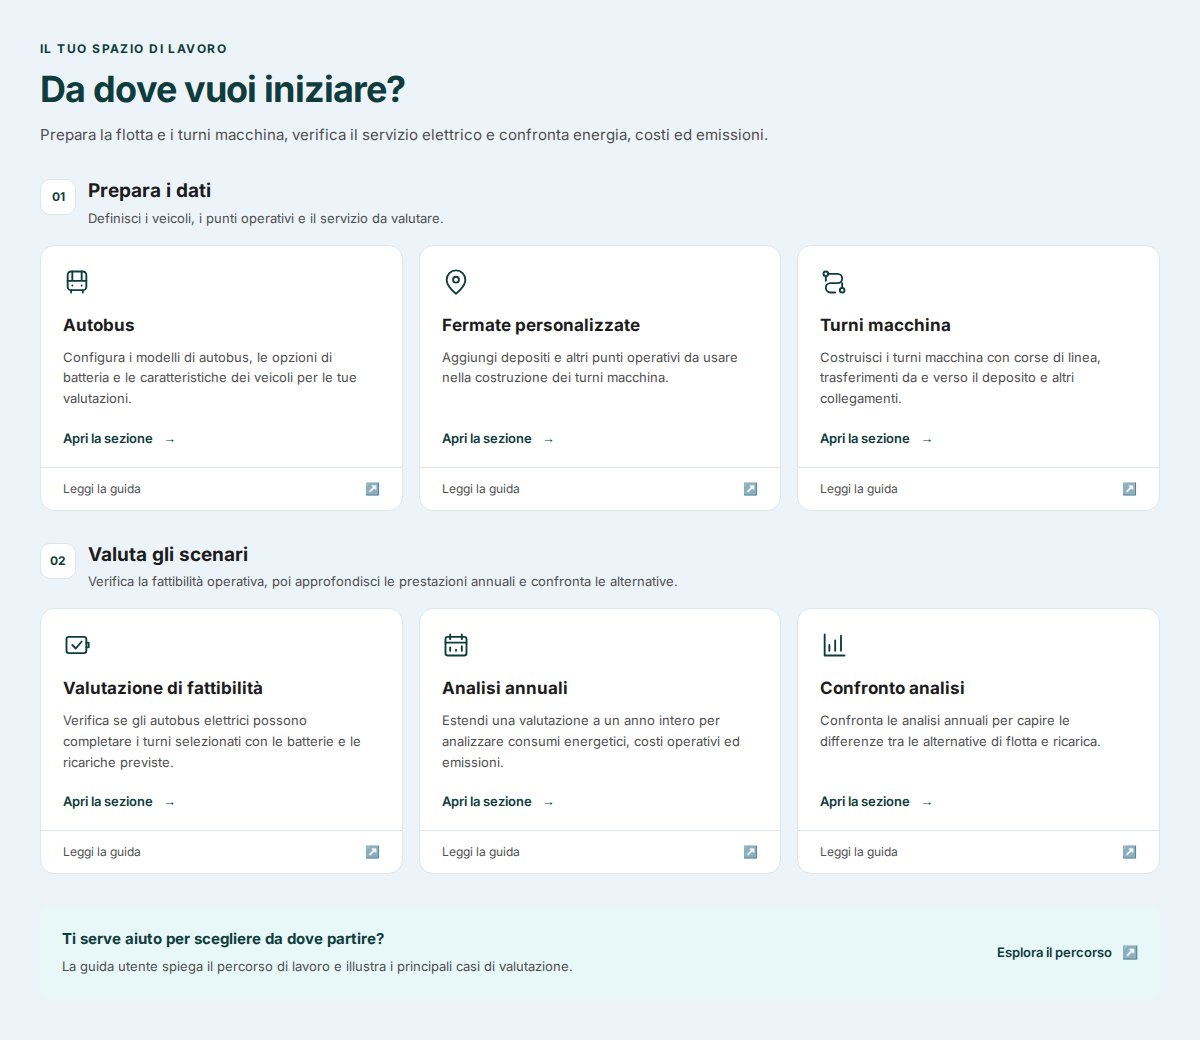 IL TUO SPAZIO DI LAVORO
Da dove vuoi iniziare?
Prepara la flotta e i turni macchina, verifica il servizio elettrico e confronta energia, costi ed emissioni.
01
Prepara i dati
Definisci i veicoli, i punti operativi e il servizio da valutare.
Autobus
Configura i modelli di autobus, le opzioni di
batteria e le caratteristiche dei veicoli per le tue
valutazioni.
Apri la sezione →
Leggi la guida ↗
Fermate personalizzate
Aggiungi depositi e altri punti operativi da usare
nella costruzione dei turni macchina.
Apri la sezione →
Leggi la guida ↗
Turni macchina
Costruisci i turni macchina con corse di linea,
trasferimenti da e verso il deposito e altri
collegamenti.
Apri la sezione →
Leggi la guida ↗
02
Valuta gli scenari
Verifica la fattibilità operativa, poi approfondisci le prestazioni annuali e confronta le alternative.
Valutazione di fattibilità
Verifica se gli autobus elettrici possono
completare i turni selezionati con le batterie e le
ricariche previste.
Apri la sezione →
Leggi la guida ↗
Analisi annuali
Estendi una valutazione a un anno intero per
analizzare consumi energetici, costi operativi ed
emissioni.
Apri la sezione →
Leggi la guida ↗
Confronto analisi
Confronta le analisi annuali per capire le
differenze tra le alternative di flotta e ricarica.
Apri la sezione →
Leggi la guida ↗
Ti serve aiuto per scegliere da dove partire?
La guida utente spiega il percorso di lavoro e illustra i principali casi di valutazione.
Esplora il percorso ↗